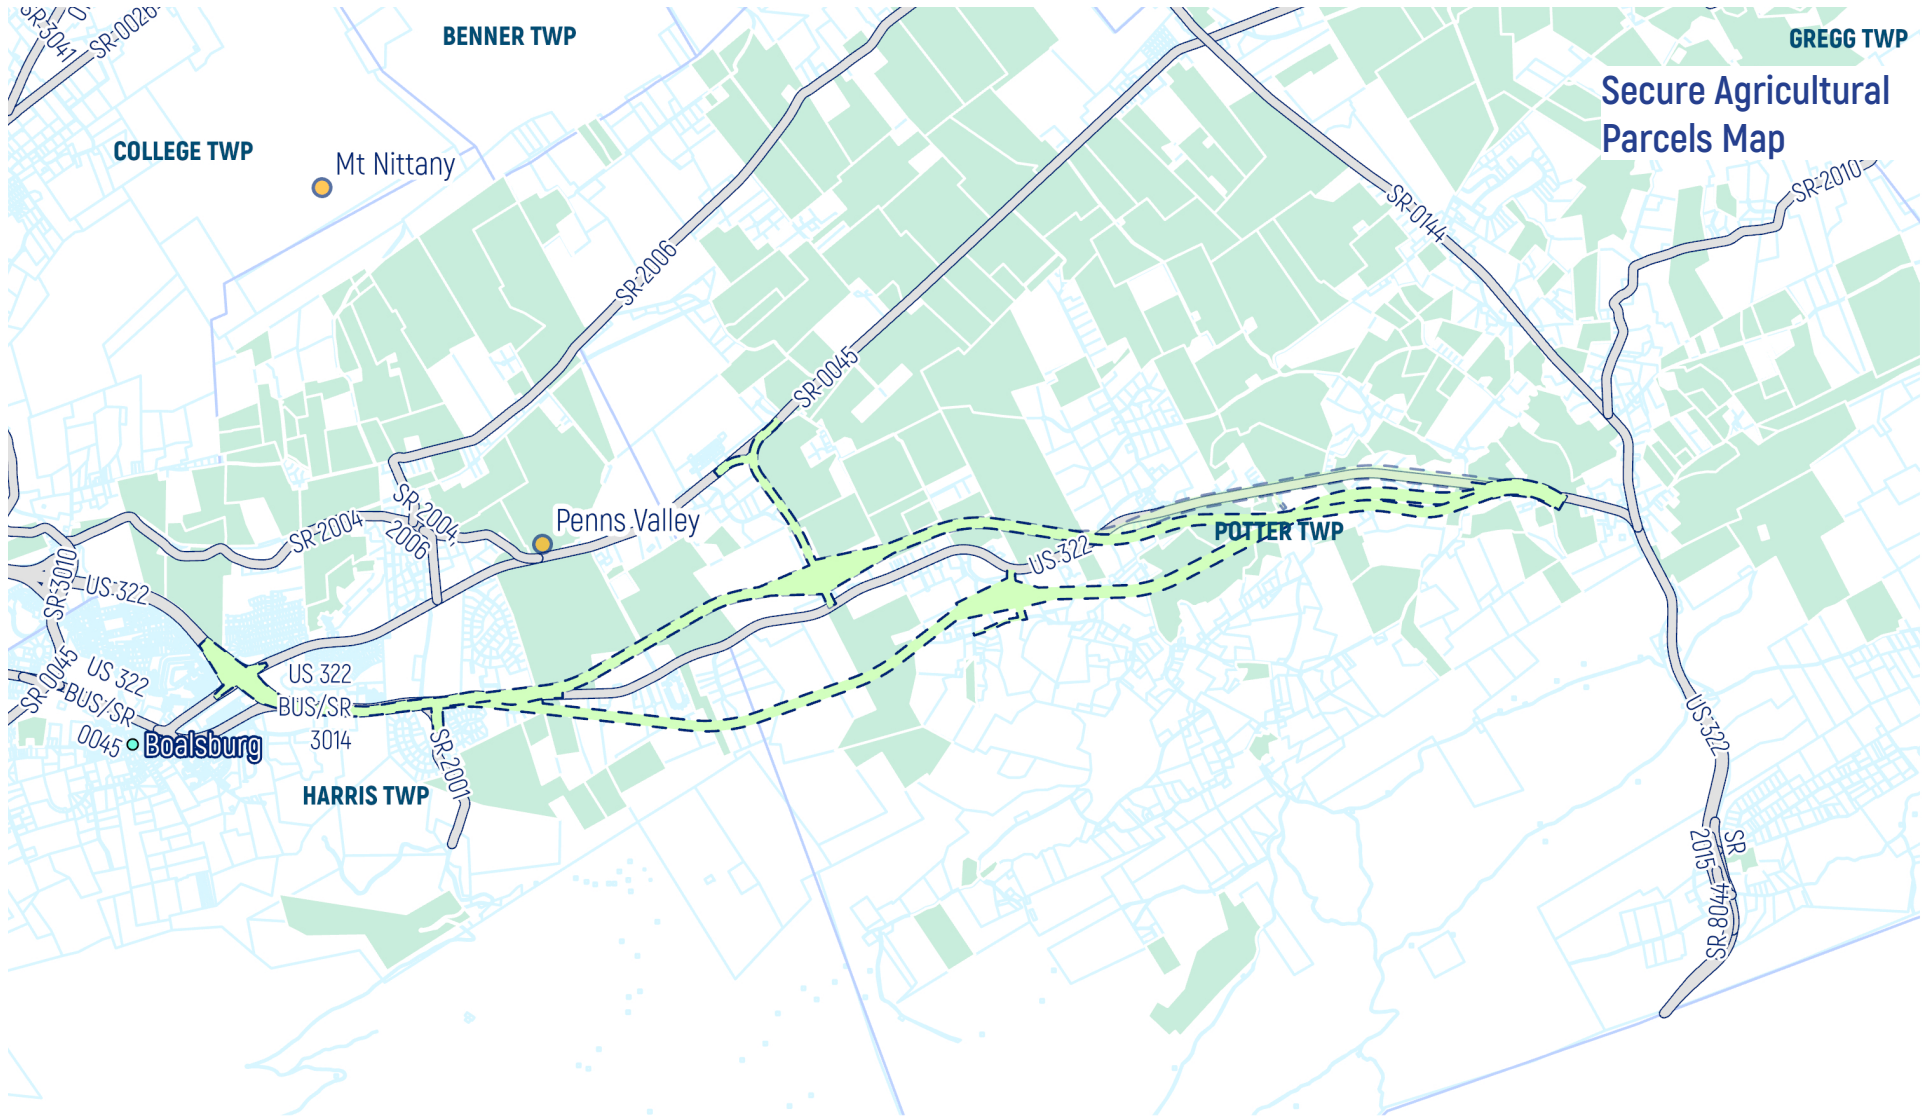 SR-3041
SR-0026
BENNER TWP
GREGG TWP
Secure Agricultural
Parcels Map
COLLEGE TWP
Mt Nittany
SR-2010
SR-0144
SR-2006
SR-0045
SR-2004,
2006
SR-2004
Penns Valley
POTTER TWP
US 322
US 322
SR-3010
SR-0045
US 322
BUS/SR
0045
Boalsburg
US 322
BUS/SR
3014
SR-2001
HARRIS TWP
US 322
SR
2015
SR-8044